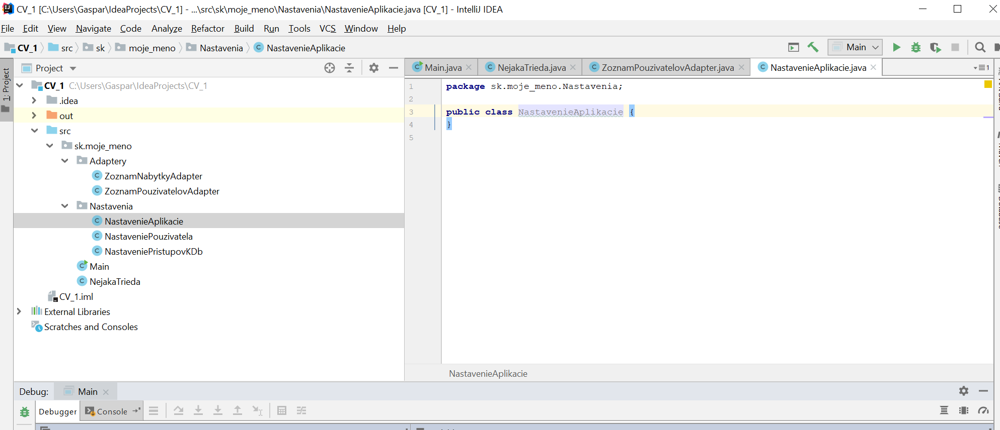 CV_1 [C:\Users\Gaspar\IdeaProjects\CV_1] - ...\src\sk\moje_meno\Nastavenia\NastavenieAplikacie.java [CV_1] - IntelliJ IDEA
File Edit View Navigate Code Analyze Refactor Build Run Tools VCS Window Help
CV_1 src sk moje_meno Nastavenia NastavenieAplikacie Main
1: Project
Project
CV_1 C:\Users\Gaspar\IdeaProjects\CV_1
.idea
out
src
sk.moje_meno
Adaptery
ZoznamNabytkyAdapter
ZoznamPouzivatelovAdapter
Nastavenia
NastavenieAplikacie
NastaveniePouzivatela
NastaveniePristupovKDb
Main
NejakaTrieda
CV_1.iml
External Libraries
Scratches and Consoles
Main.java NejakaTrieda.java ZoznamPouzivatelovAdapter.java NastavenieAplikacie.java 1
1 package sk.moje_meno.Nastavenia;
2
3 public class NastavenieAplikacie {
4 }
5
NastavenieAplikacie
Debug: Main
Debugger Console